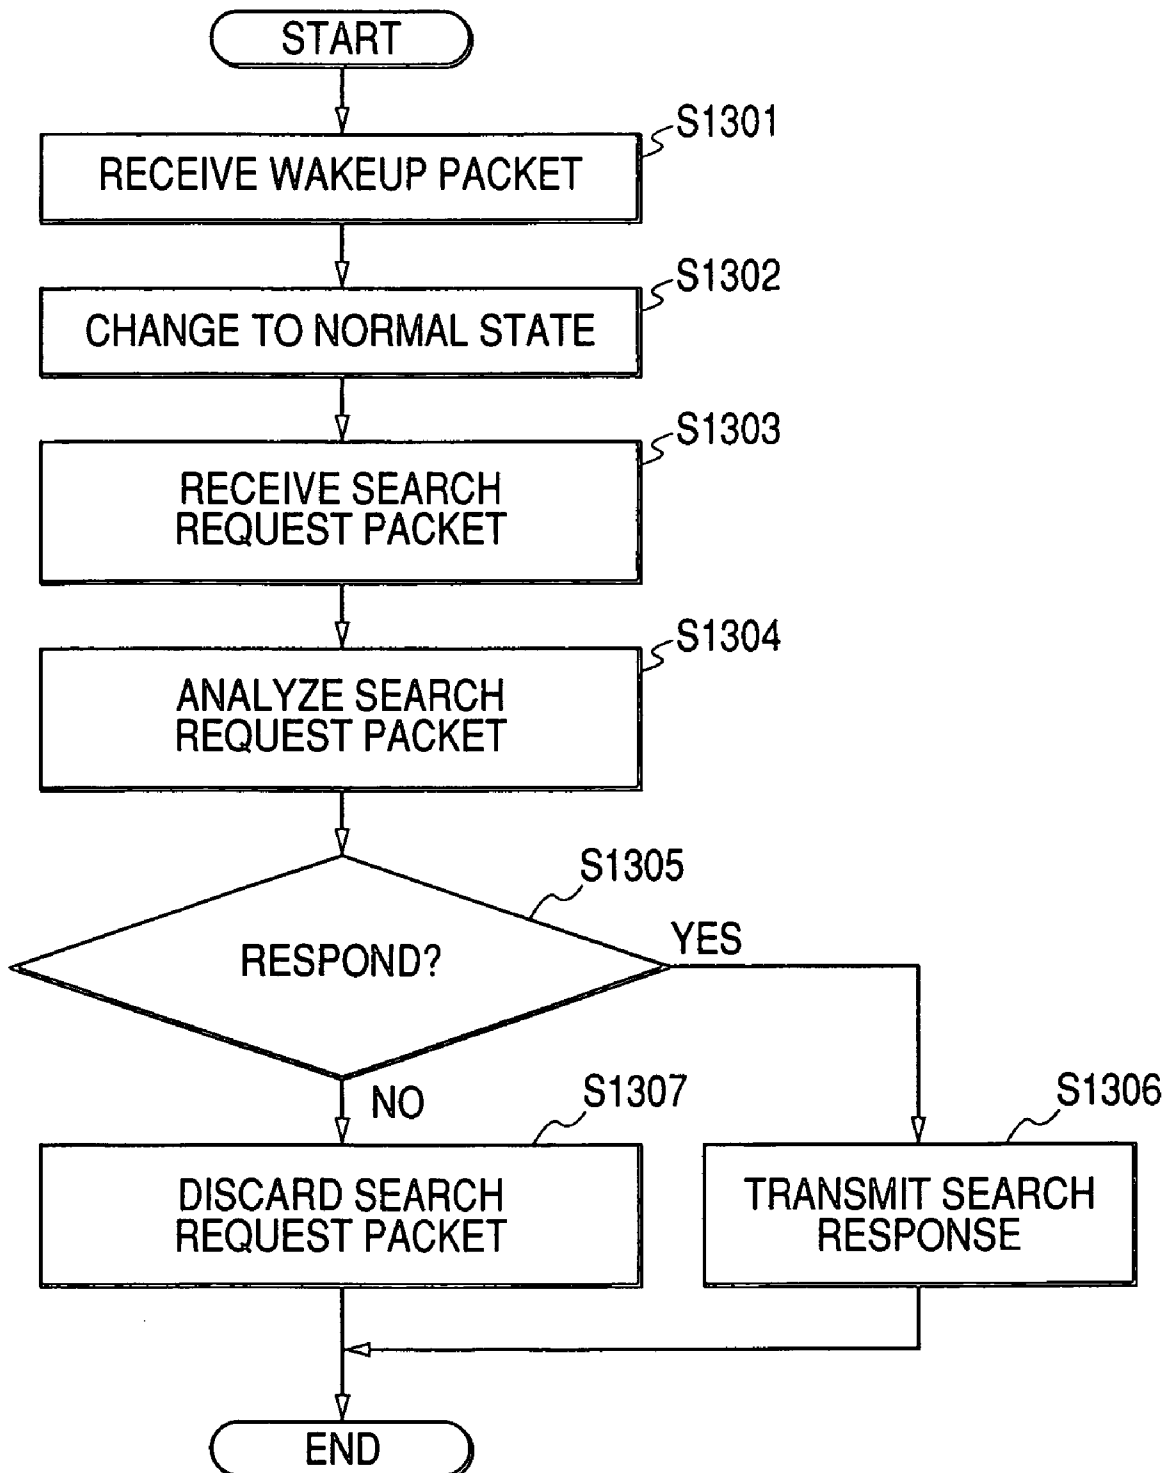 START
S1301
RECEIVE WAKEUP PACKET
S1302
CHANGE TO NORMAL STATE
S1303
RECEIVE SEARCH
REQUEST PACKET
S1304
ANALYZE SEARCH
REQUEST PACKET
S1305
RESPOND?
YES
NO
S1307
DISCARD SEARCH
REQUEST PACKET
S1306
TRANSMIT SEARCH
RESPONSE
END